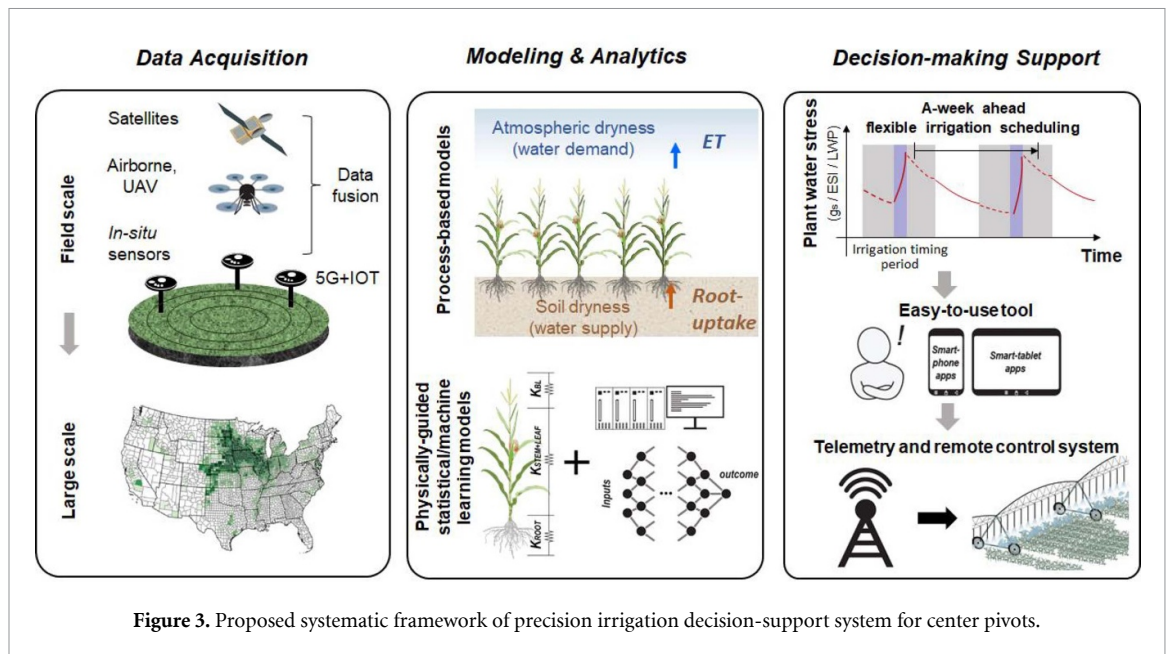 Data Acquisition
Satellites
Airborne,
UAV
In-situ
sensors
Data
fusion
5G+IOT
Field scale
Large scale
Modeling & Analytics
Process-based models
Atmospheric dryness
(water demand)
ET
Soil dryness
(water supply)
Root-
uptake
Physically-guided
statistical/machine
learning models
KBL
KSTEM+LEAF
KROOT
+
Inputs
...
outcome
Decision-making Support
Plant water stress
(gs / ESI / LWP)
A-week ahead
flexible irrigation scheduling
Irrigation timing
period
Time
Easy-to-use tool
!
Smart-
phone
apps
Smart-tablet
apps
Telemetry and remote control system
Figure 3. Proposed systematic framework of precision irrigation decision-support system for center pivots.